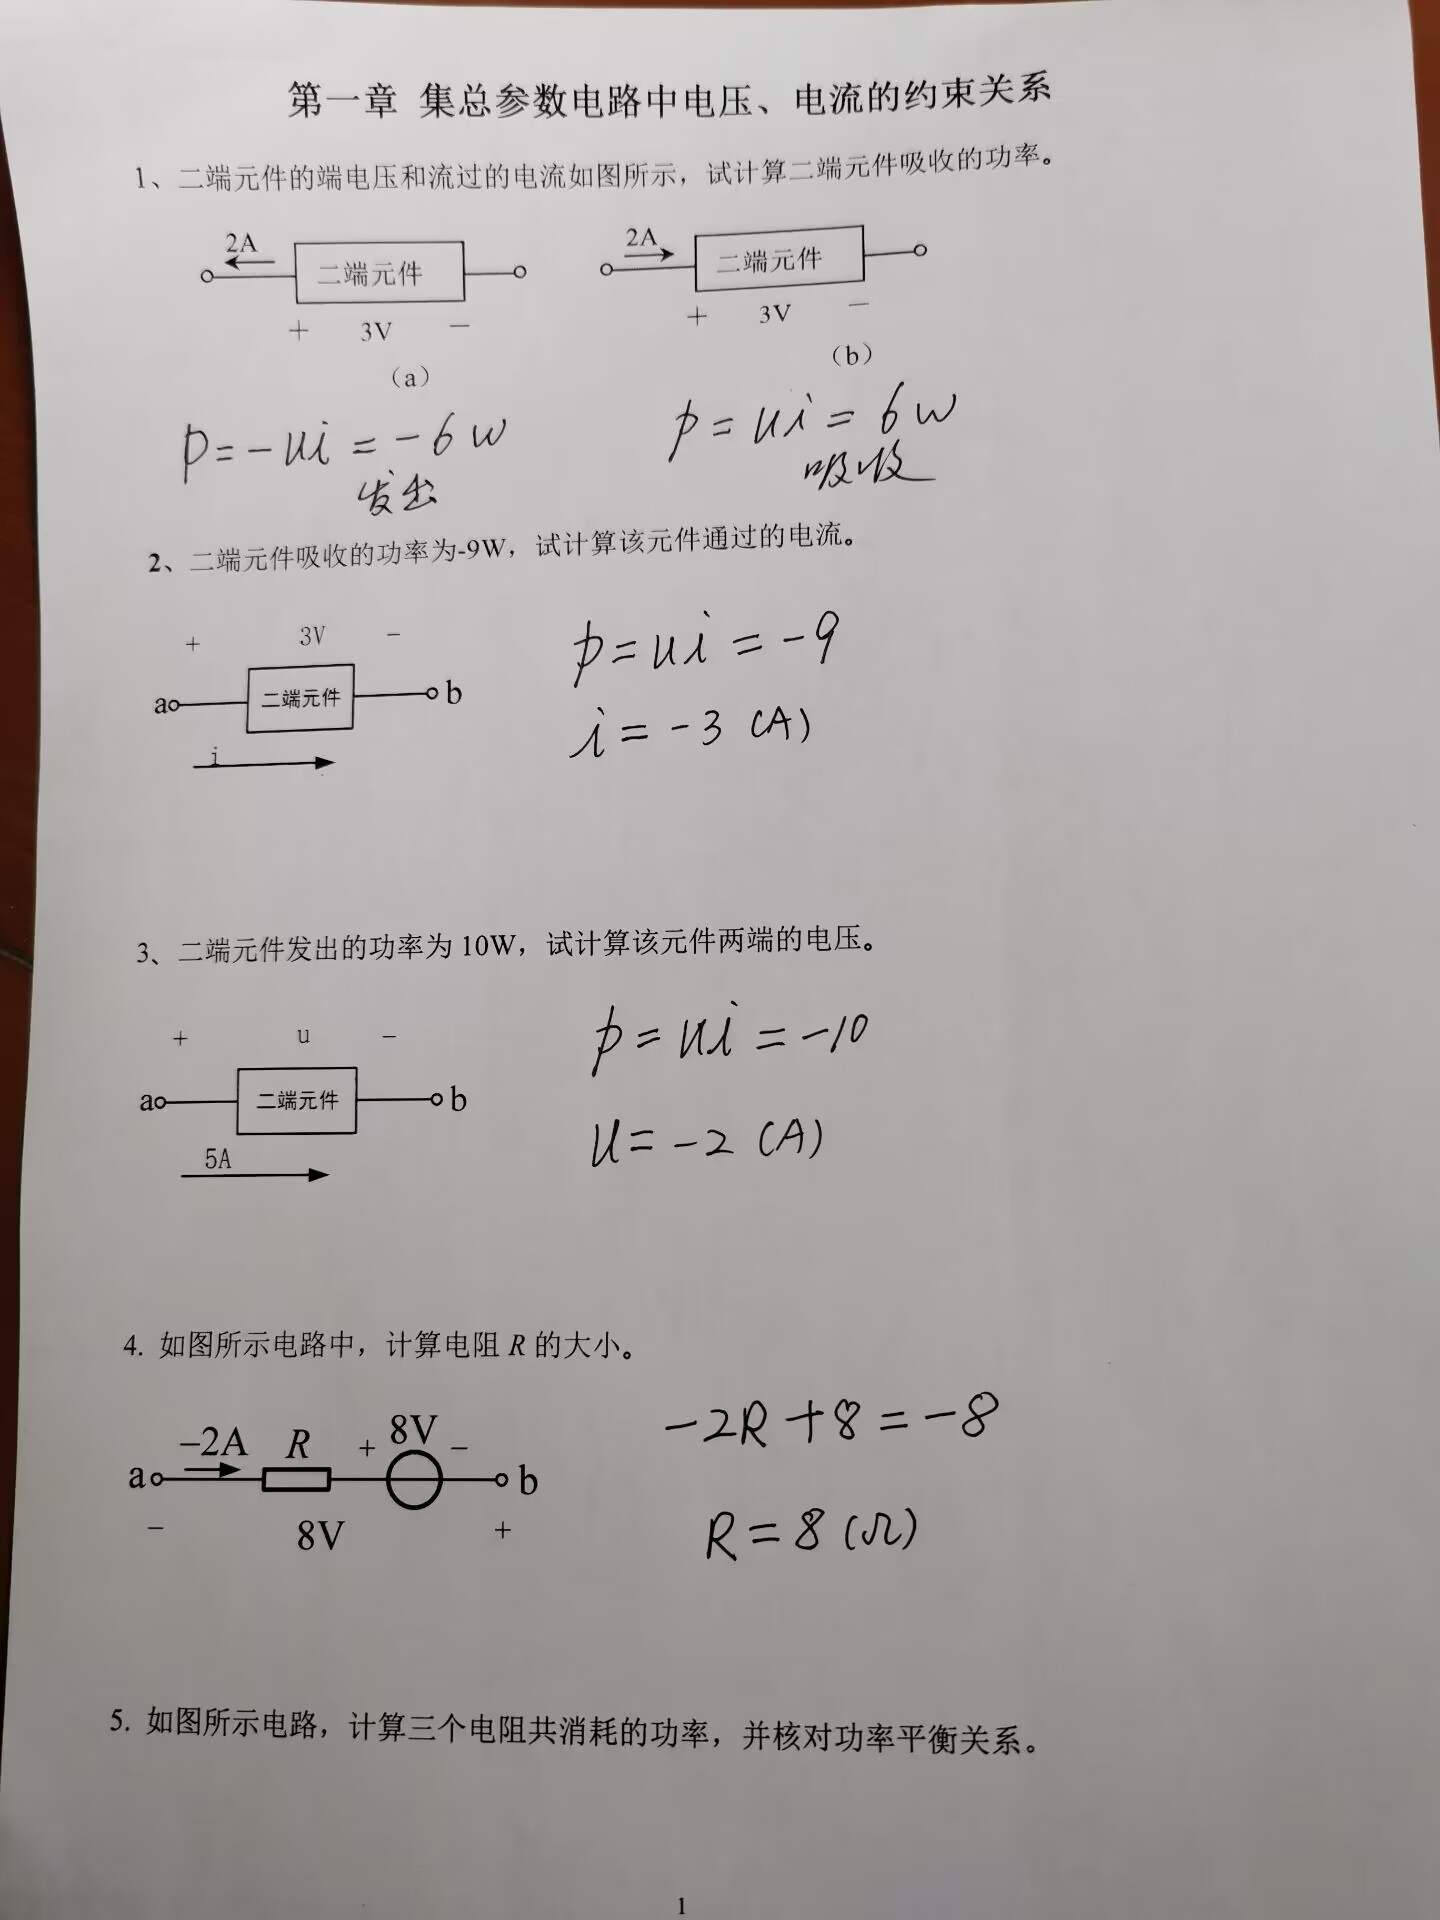 第一章 集总参数电路中电压、电流的约束关系
1、二端元件的端电压和流过的电流如图所示，试计算二端元件吸收的功率。
2A
二端元件
+ 3V −
(a)
2A
二端元件
+ 3V −
(b)
p=-ui=-6w
发出
p=ui=6w
吸收
2、二端元件吸收的功率为-9W，试计算该元件通过的电流。
+ 3V −
a 二端元件 b
i
p=ui=-9
i=-3 (A)
3、二端元件发出的功率为10W，试计算该元件两端的电压。
+ u −
a 二端元件 b
5A
p=ui=-10
u=-2 (A)
4. 如图所示电路中，计算电阻 R 的大小。
−2A R + 8V −
a b
− 8V +
-2R+8=-8
R=8(Ω)
5. 如图所示电路，计算三个电阻共消耗的功率，并核对功率平衡关系。
1